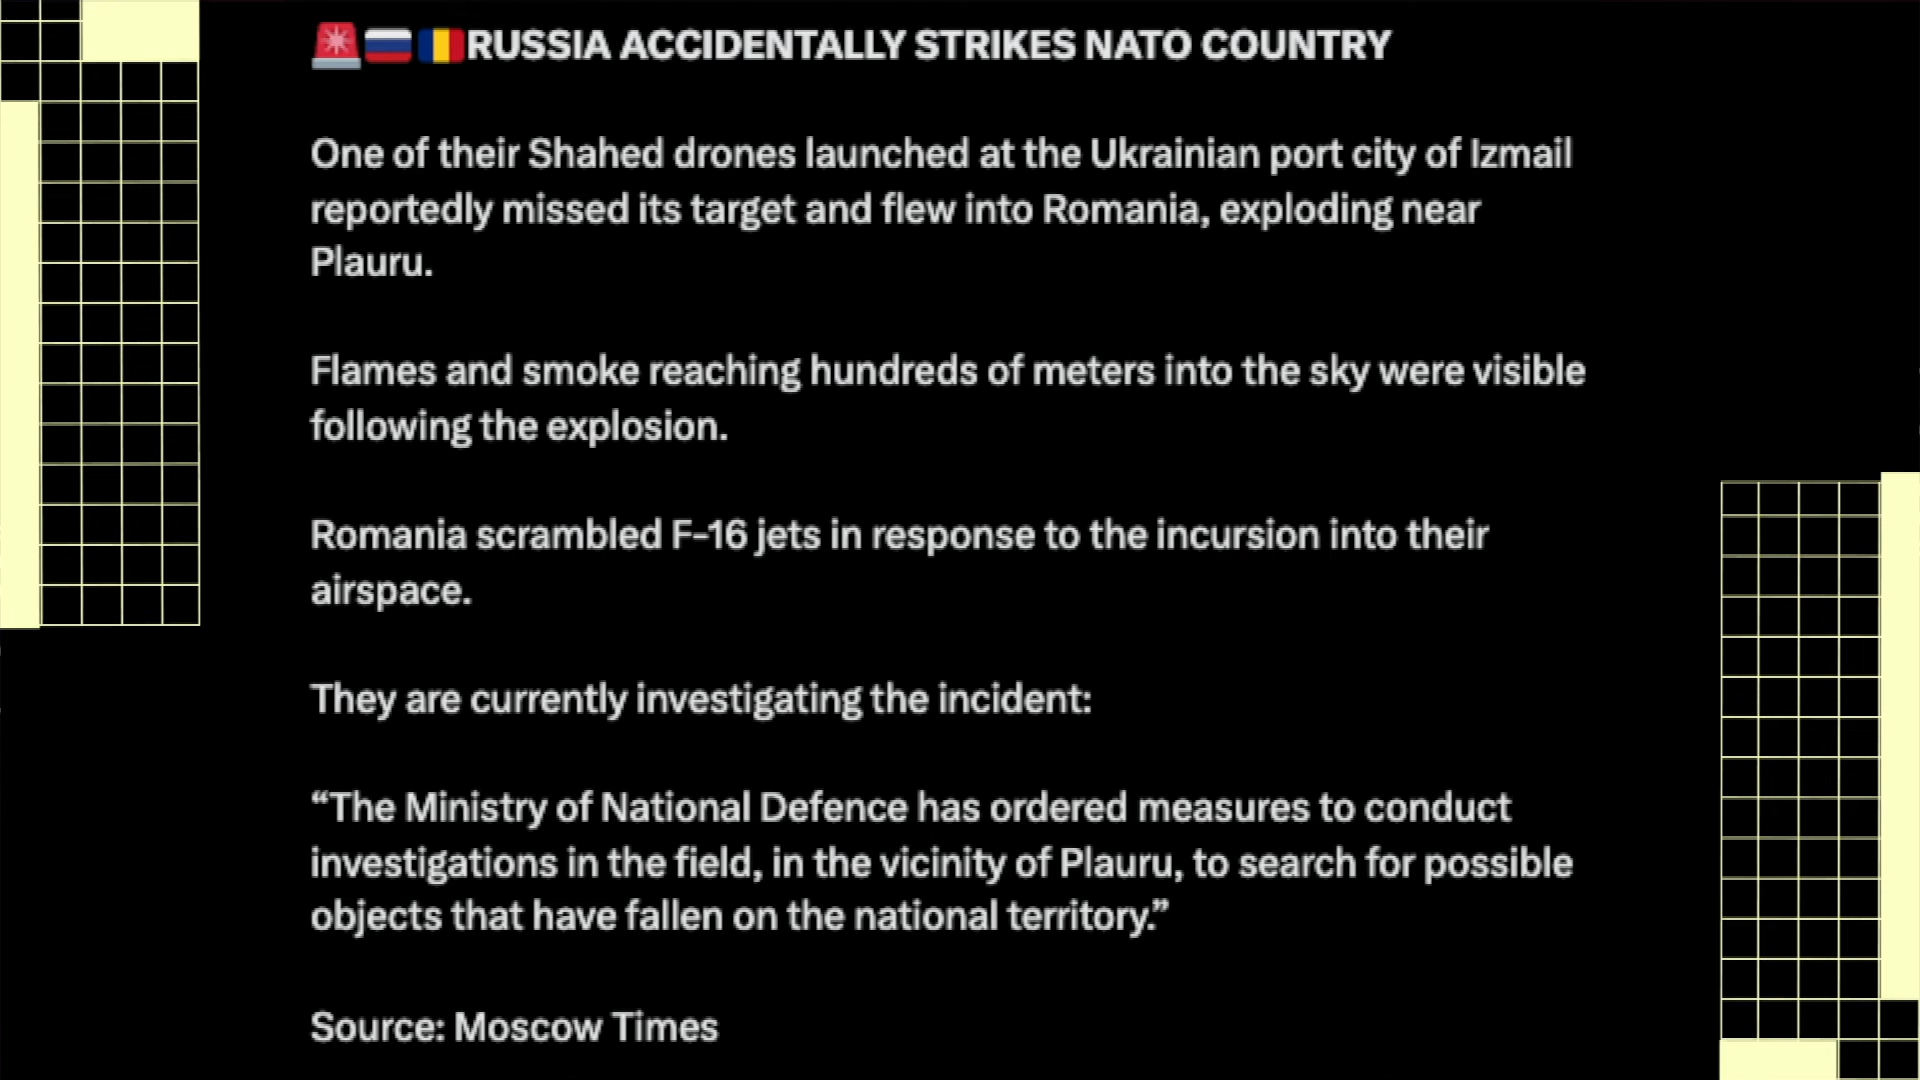 🚨🇷🇺🇷🇴RUSSIA ACCIDENTALLY STRIKES NATO COUNTRY
One of their Shahed drones launched at the Ukrainian port city of Izmail
reportedly missed its target and flew into Romania, exploding near
Plauru.
Flames and smoke reaching hundreds of meters into the sky were visible
following the explosion.
Romania scrambled F-16 jets in response to the incursion into their
airspace.
They are currently investigating the incident:
“The Ministry of National Defence has ordered measures to conduct
investigations in the field, in the vicinity of Plauru, to search for possible
objects that have fallen on the national territory.”
Source: Moscow Times